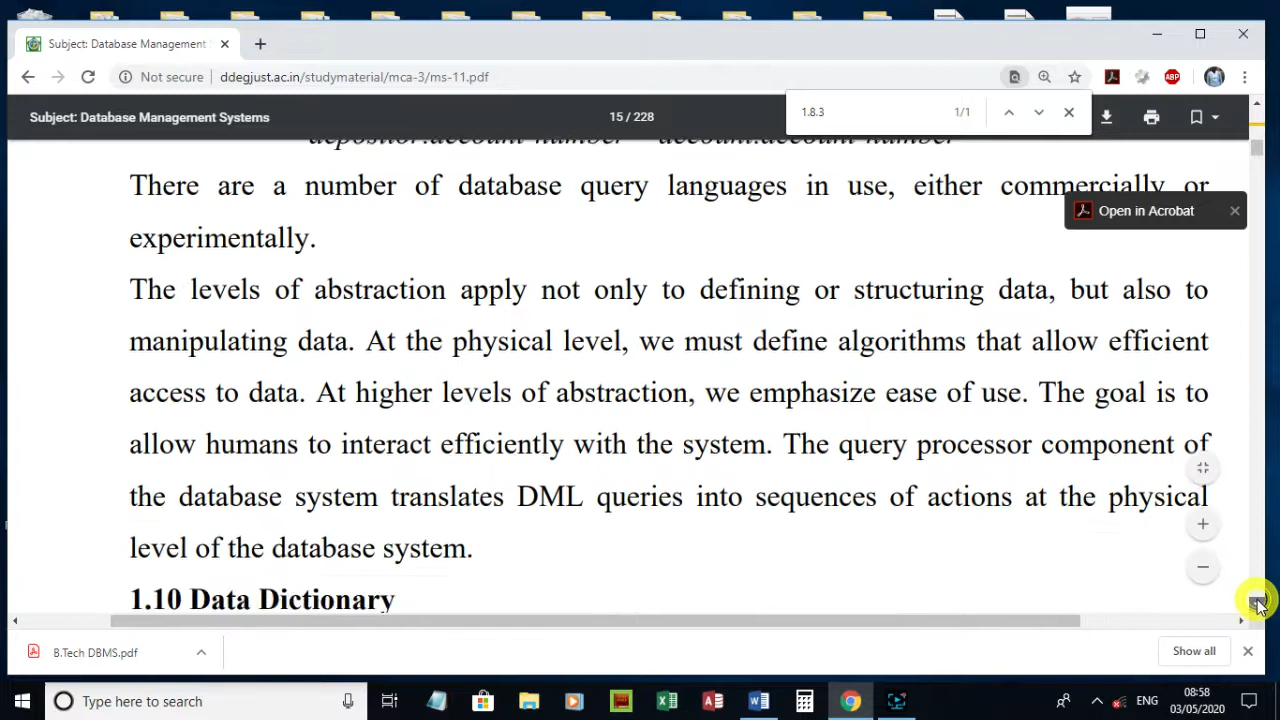 Subject: Database Management
Not secure
ddegjust.ac.in/studymaterial/mca-3/ms-11.pdf
ABP
Subject: Database Management Systems
15 / 228
1.8.3
1/1
depositor.account-number = account.account-number
There are a number of database query languages in use, either commercially or
Open in Acrobat
experimentally.
The levels of abstraction apply not only to defining or structuring data, but also to
manipulating data. At the physical level, we must define algorithms that allow efficient
access to data. At higher levels of abstraction, we emphasize ease of use. The goal is to
allow humans to interact efficiently with the system. The query processor component of
the database system translates DML queries into sequences of actions at the physical
level of the database system.
1.10 Data Dictionary
B.Tech DBMS.pdf
Show all
Type here to search
ENG
08:58
03/05/2020